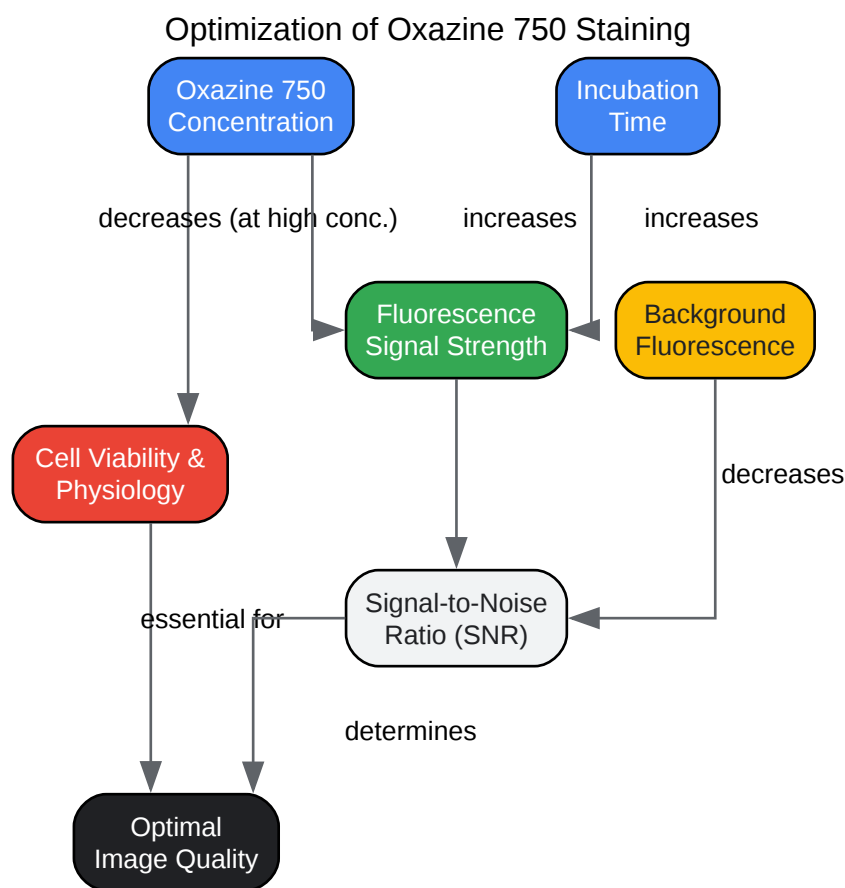 Optimization of Oxazine 750 Staining
Oxazine 750
Concentration
Incubation
Time
decreases (at high conc.)
increases
increases
Fluorescence
Signal Strength
Background
Fluorescence
Cell Viability &
Physiology
decreases
Signal-to-Noise
Ratio (SNR)
essential for
determines
Optimal
Image Quality